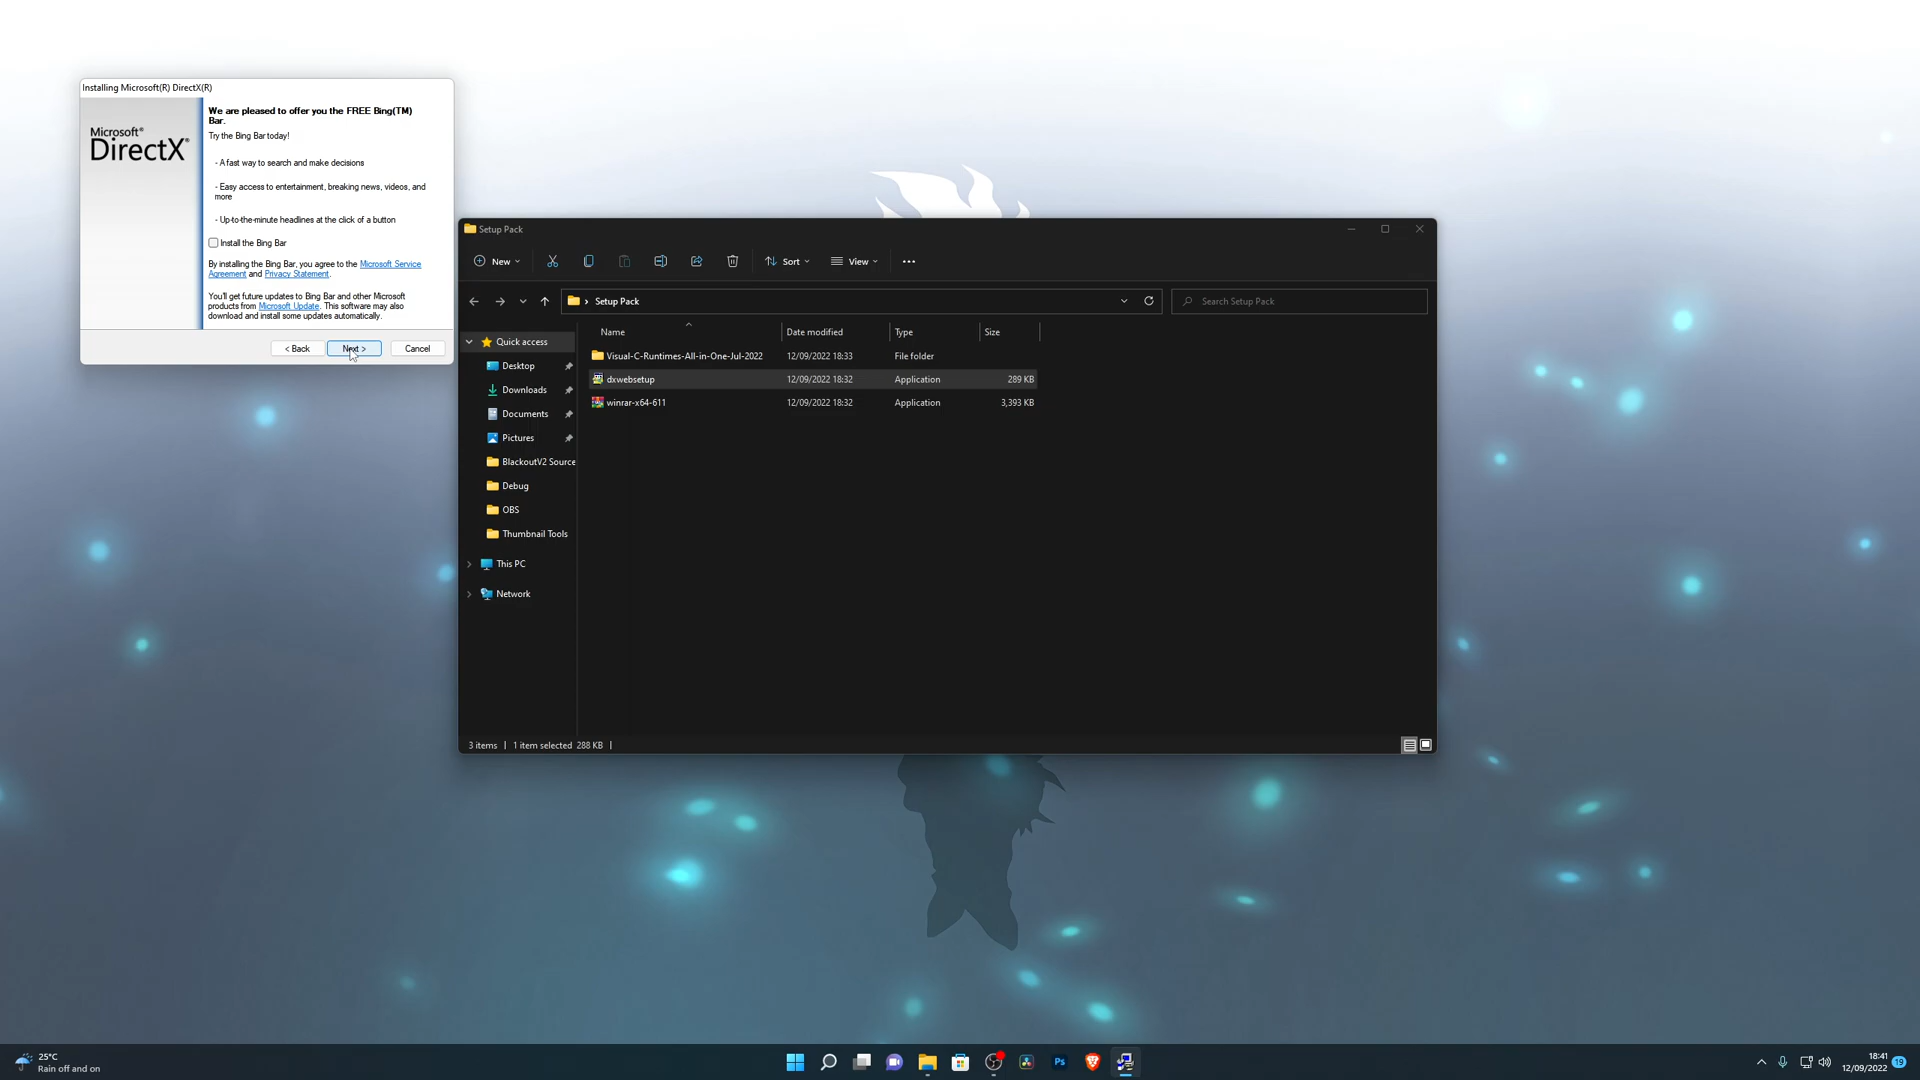 Installing Microsoft(R) DirectX(R)
Microsoft®
DirectX®
We are pleased to offer you the FREE Bing(TM)
Bar.
Try the Bing Bar today!
- A fast way to search and make decisions
- Easy access to entertainment, breaking news, videos, and
more
- Up-to-the-minute headlines at the click of a button
Install the Bing Bar
By installing the Bing Bar, you agree to the Microsoft Service
Agreement and Privacy Statement.
You'll get future updates to Bing Bar and other Microsoft
products from Microsoft Update. This software may also
download and install some updates automatically.
< Back Next > Cancel
Setup Pack
New Sort View
Setup Pack Search Setup Pack
Name Date modified Type Size
Quick access
Desktop
Downloads
Documents
Pictures
BlackoutV2 Source
Debug
OBS
Thumbnail Tools
This PC
Network
Visual-C-Runtimes-All-in-One-Jul-2022 12/09/2022 18:33 File folder
dxwebsetup 12/09/2022 18:32 Application 289 KB
winrar-x64-611 12/09/2022 18:32 Application 3,393 KB
3 items 1 item selected 288 KB
25°C
Rain off and on
Ps
18:41
12/09/2022
19